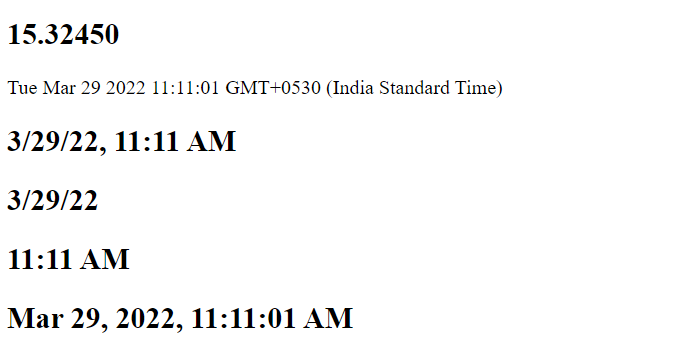 15.32450
Tue Mar 29 2022 11:11:01 GMT+0530 (India Standard Time)
3/29/22, 11:11 AM
3/29/22
11:11 AM
Mar 29, 2022, 11:11:01 AM